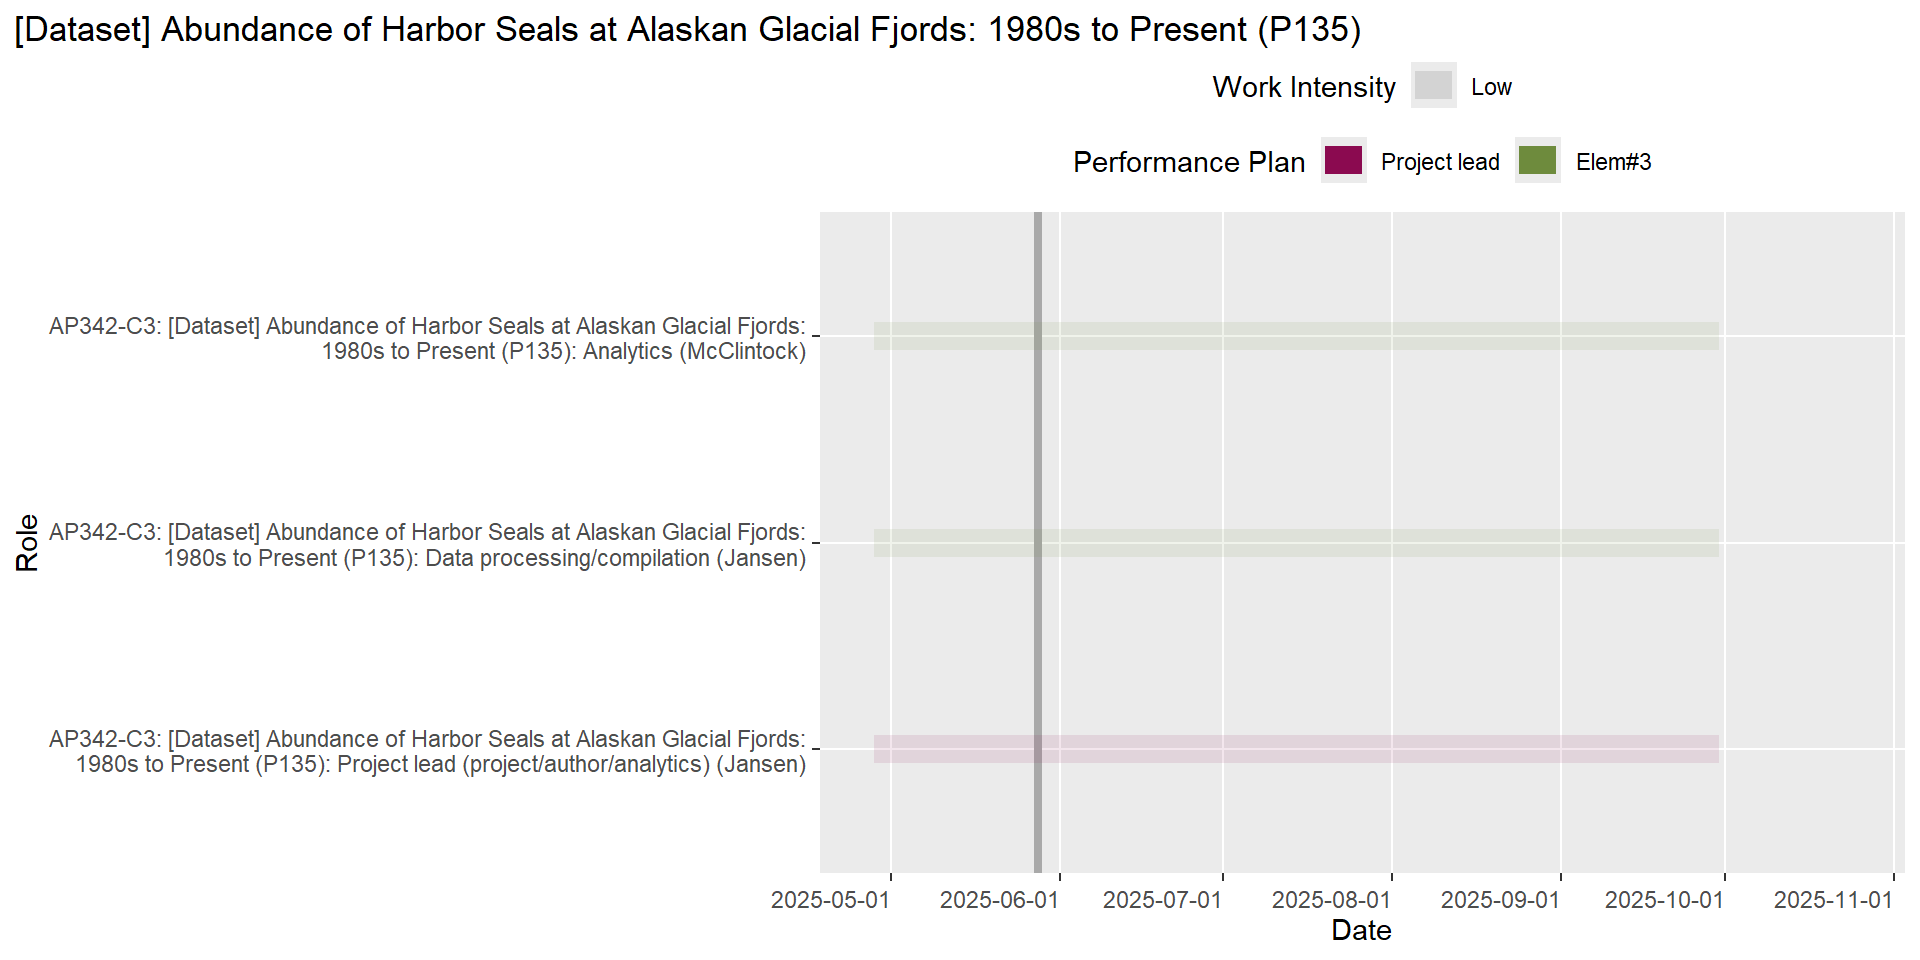 [Dataset] Abundance of Harbor Seals at Alaskan Glacial Fjords: 1980s to Present (P135)
Work Intensity Low
Performance Plan Project lead Elem#3
AP342-C3: [Dataset] Abundance of Harbor Seals at Alaskan Glacial Fjords:
1980s to Present (P135): Analytics (McClintock)
Role
AP342-C3: [Dataset] Abundance of Harbor Seals at Alaskan Glacial Fjords:
1980s to Present (P135): Data processing/compilation (Jansen)
AP342-C3: [Dataset] Abundance of Harbor Seals at Alaskan Glacial Fjords:
1980s to Present (P135): Project lead (project/author/analytics) (Jansen)
2025-05-01 2025-06-01 2025-07-01 2025-08-01 2025-09-01 2025-10-01 2025-11-01
Date